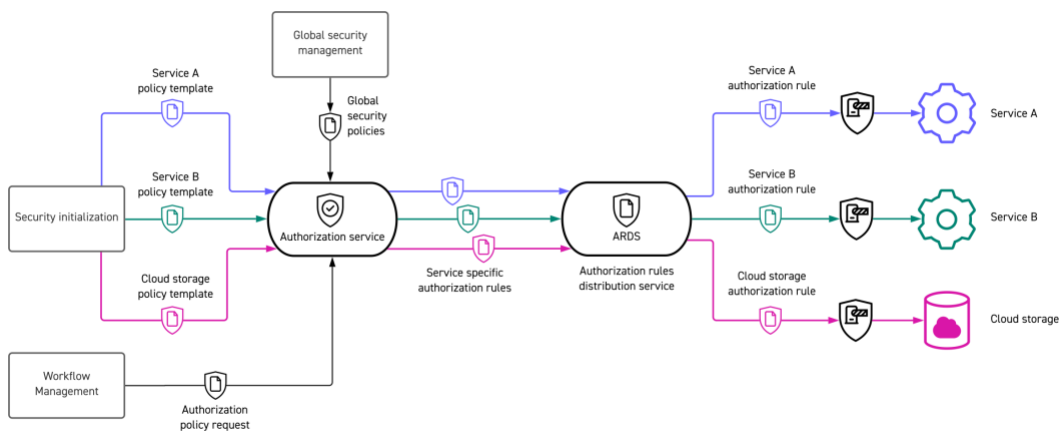 Global security
management
Service A
policy template
Global
security
policies
Service A
authorization rule
Service A
Service B
policy template
Service B
authorization rule
Security initialization
Authorization service
ARDS
Service B
Cloud storage
policy template
Service specific
authorization rules
Authorization rules
distribution service
Cloud storage
authorization rule
Cloud storage
Workflow
Management
Authorization
policy request